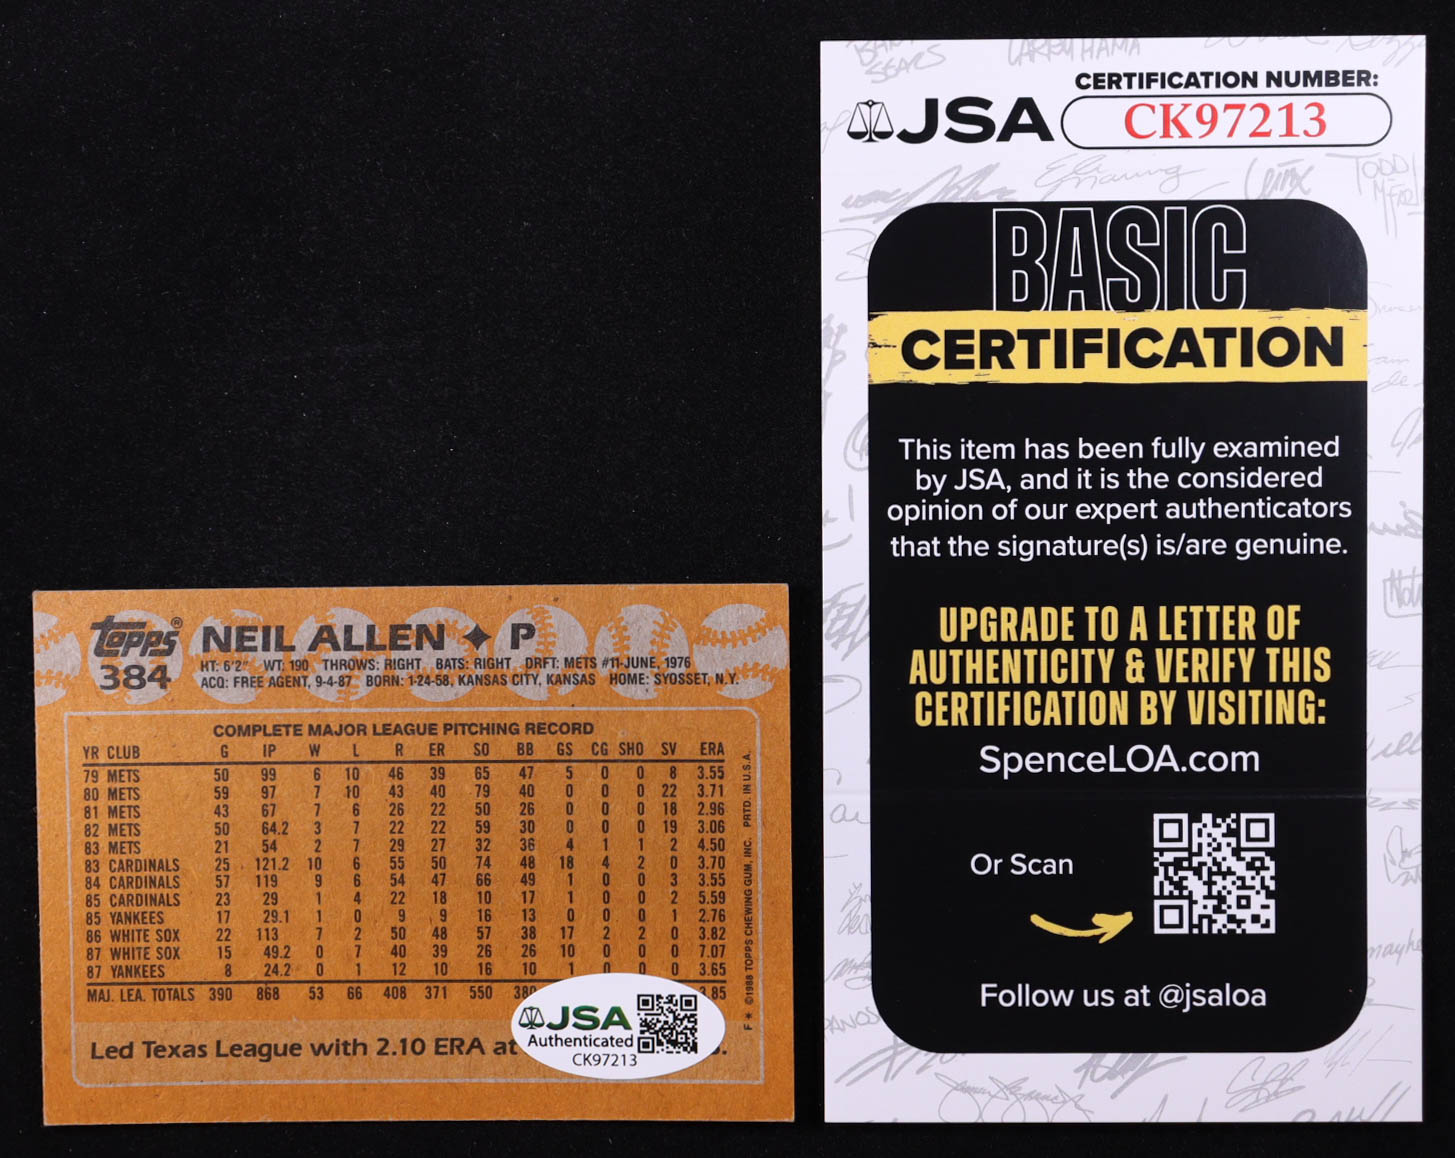 Topps®
384
NEIL ALLEN ✦ P
HT: 6'2" WT: 190 THROWS: RIGHT BATS: RIGHT DRFT: METS #11-JUNE, 1976
ACQ: FREE AGENT, 9-4-87 BORN: 1-24-58, KANSAS CITY, KANSAS HOME: SYOSSET, N.Y.
COMPLETE MAJOR LEAGUE PITCHING RECORD
YR CLUB G IP W L R ER SO BB GS CG SHO SV ERA
79 METS 50 99 6 10 46 39 65 47 5 0 0 8 3.55
80 METS 59 97 7 10 43 40 79 40 0 0 0 22 3.71
81 METS 43 67 7 6 26 22 50 26 0 0 0 18 2.96
82 METS 50 64.2 3 7 22 22 59 30 0 0 0 19 3.06
83 METS 21 54 2 7 29 27 32 36 4 1 1 2 4.50
83 CARDINALS 25 121.2 10 6 55 50 74 48 18 4 2 0 3.70
84 CARDINALS 57 119 9 6 54 47 66 49 1 0 0 3 3.55
85 CARDINALS 23 29 1 4 22 18 10 17 1 0 0 2 5.59
85 YANKEES 17 29.1 1 0 9 9 16 13 0 0 0 1 2.76
86 WHITE SOX 22 113 7 2 50 48 57 38 17 2 2 0 3.82
87 WHITE SOX 15 49.2 0 7 40 39 26 26 10 0 0 0 7.07
87 YANKEES 8 24.2 0 1 12 10 16 10 1 0 0 0 3.65
MAJ. LEA. TOTALS 390 868 53 66 408 371 550 380 3.85
Led Texas League with 2.10 ERA at
F✶ ©1988 TOPPS CHEWING GUM, INC. PRTD. IN U.S.A.
JSA
Authenticated
CK97213
CERTIFICATION NUMBER:
JSA CK97213
BASIC
CERTIFICATION
This item has been fully examined
by JSA, and it is the considered
opinion of our expert authenticators
that the signature(s) is/are genuine.
UPGRADE TO A LETTER OF
AUTHENTICITY & VERIFY THIS
CERTIFICATION BY VISITING:
SpenceLOA.com
Or Scan
Follow us at @jsaloa